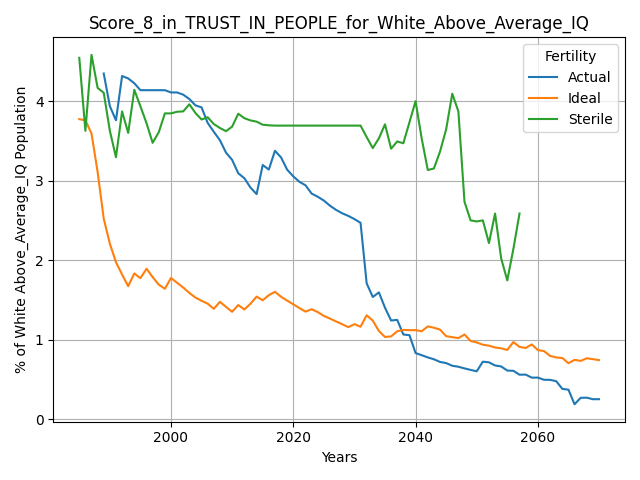 Score_8_in_TRUST_IN_PEOPLE_for_White_Above_Average_IQ
% of White Above_Average_IQ Population
4
3
2
1
0
Fertility
Actual
Ideal
Sterile
2000
2020
2040
2060
Years